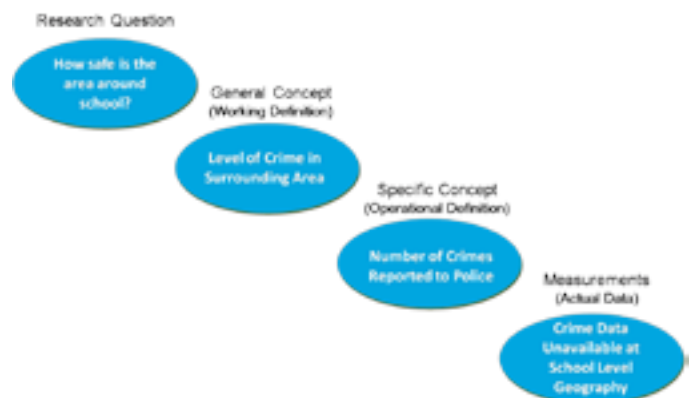 Research Question
How safe is the
area around
school?
General Concept
(Working Definition)
Level of Crime in
Surrounding Area
Specific Concept
(Operational Definition)
Number of Crimes
Reported to Police
Measurements
(Actual Data)
Crime Data
Unavailable at
School Level
Geography